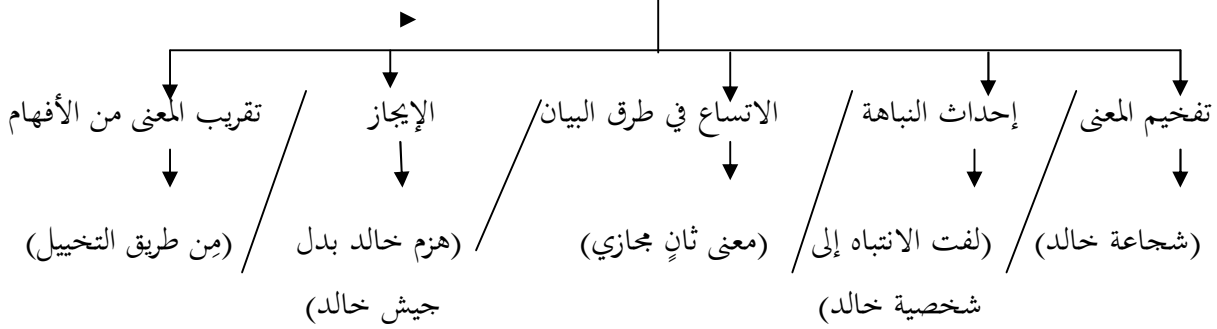 تفخيم المعنى / إحداث النباهة / الاتساع في طرق البيان / الإيجاز / تقريب المعنى من الأفهام
(شجاعة خالد) / (لفت الانتباه إلى / (معنى ثانٍ مجازي) / (هزم خالد بدل / (مِن طريق التخييل)
شخصية خالد) جيش خالد)